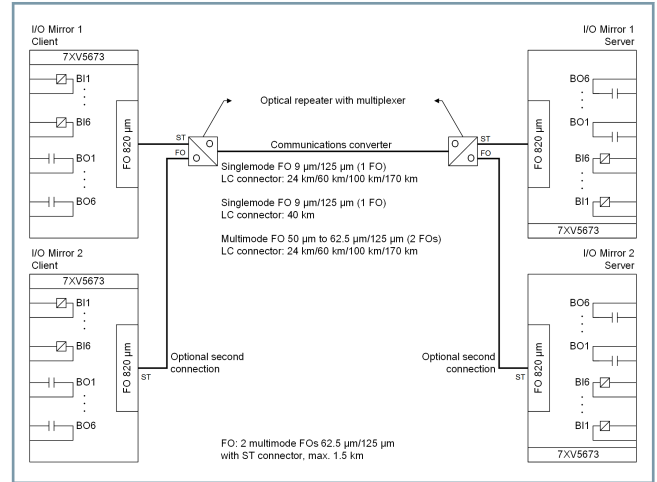 I/O Mirror 1
Client
7XV5673
BI1
BI6
BO1
BO6
FO 820 µm
ST
FO
O
O
Optical repeater with multiplexer
Communications converter
Singlemode FO 9 µm/125 µm (1 FO)
LC connector: 24 km/60 km/100 km/170 km
Singlemode FO 9 µm/125 µm (1 FO)
LC connector: 40 km
Multimode FO 50 µm to 62.5 µm/125 µm (2 FOs)
LC connector: 24 km/60 km/100 km/170 km
O
O
ST
FO
I/O Mirror 1
Server
FO 820 µm
BO6
BO1
BI6
BI1
7XV5673
I/O Mirror 2
Client
7XV5673
BI1
BI6
BO1
BO6
FO 820 µm
ST
Optional second
connection
Optional second
connection
ST
I/O Mirror 2
Server
FO 820 µm
BO6
BO1
BI6
BI1
7XV5673
FO: 2 multimode FOs 62.5 µm/125 µm
with ST connector, max. 1.5 km